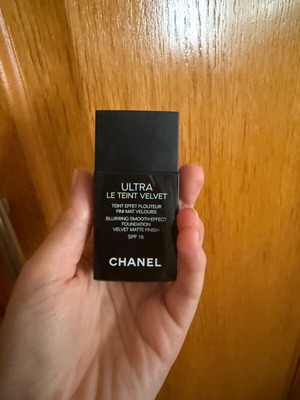 ULTRA
LE TEINT VELVET
TEINT EFFET FLOUTEUR
FINI MAT VELOURS
BLURRING SMOOTH EFFECT
FOUNDATION
VELVET MATTE FINISH
SPF 15
CHANEL